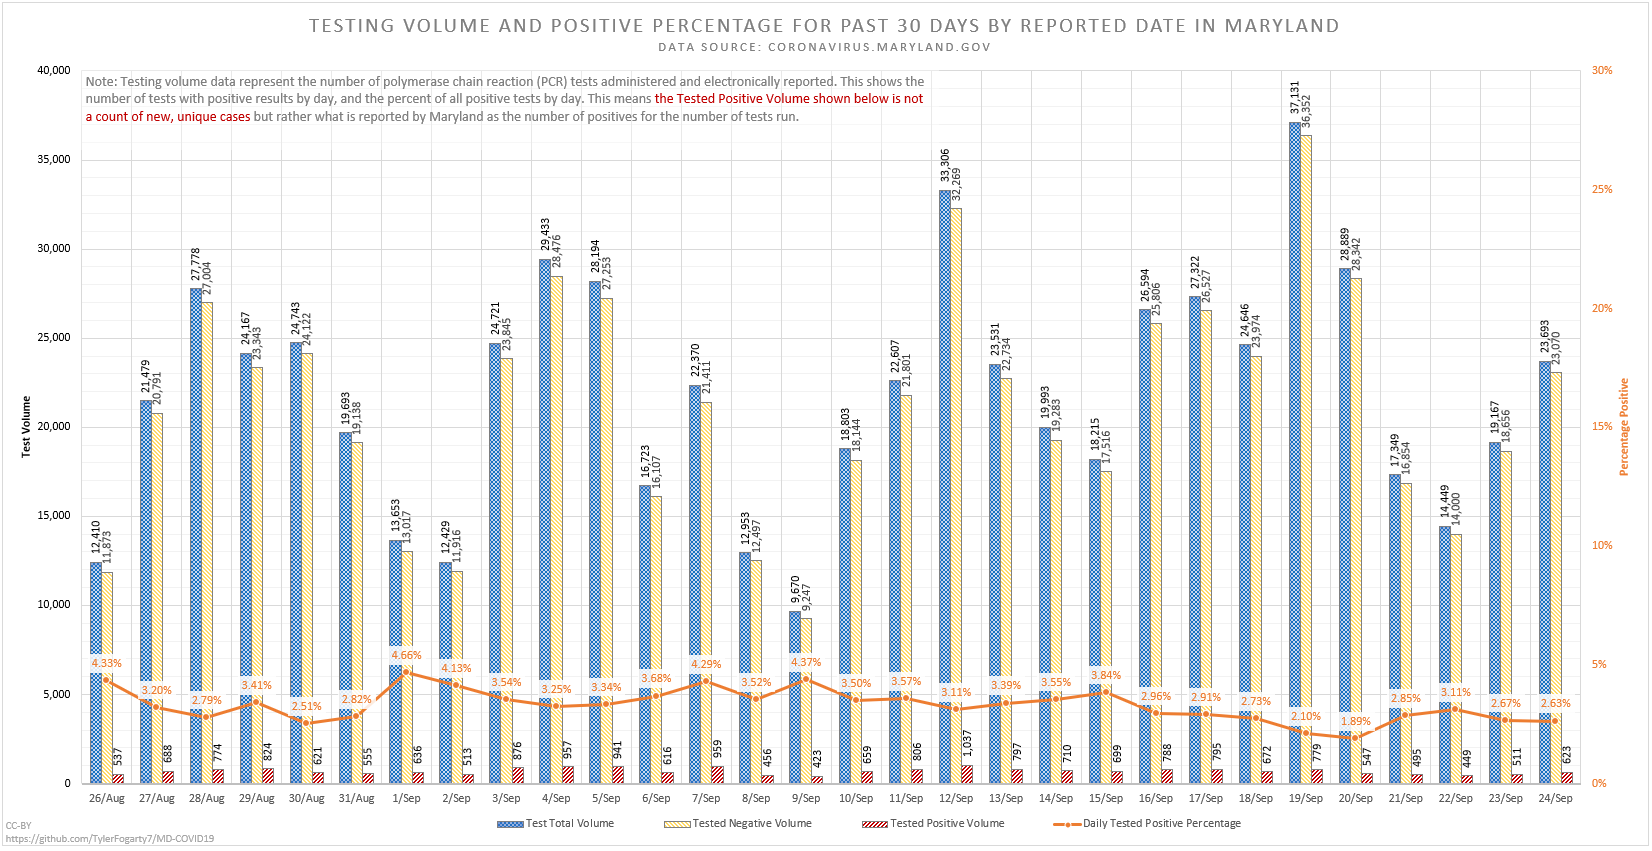 TESTING VOLUME AND POSITIVE PERCENTAGE FOR PAST 30 DAYS BY REPORTED DATE IN MARYLAND
DATA SOURCE: CORONAVIRUS.MARYLAND.GOV
Note: Testing volume data represent the number of polymerase chain reaction (PCR) tests administered and electronically reported. This shows the
number of tests with positive results by day, and the percent of all positive tests by day. This means the Tested Positive Volume shown below is not
a count of new, unique cases but rather what is reported by Maryland as the number of positives for the number of tests run.
Test Volume
40,000
35,000
30,000
25,000
20,000
15,000
10,000
5,000
0
Percentage Positive
30%
25%
20%
15%
10%
5%
0%
12,410 11,873 4.33% 537
21,479 20,791 3.20% 688
27,778 27,004 2.79% 774
24,167 23,343 3.41% 824
24,743 24,122 2.51% 621
19,693 19,138 2.82% 555
13,653 13,017 4.66% 636
12,429 11,916 4.13% 513
24,721 23,845 3.54% 876
29,433 28,476 3.25% 957
28,194 27,253 3.34% 941
16,723 16,107 3.68% 616
22,370 21,411 4.29% 959
12,953 12,497 3.52% 456
9,670 9,247 4.37% 423
18,803 18,144 3.50% 659
22,607 21,801 3.57% 806
33,306 32,269 3.11% 1,037
23,531 22,734 3.39% 797
19,993 19,283 3.55% 710
18,215 17,516 3.84% 699
26,594 25,806 2.96% 788
27,322 26,527 2.91% 795
24,646 23,974 2.73% 672
37,131 36,352 2.10% 779
28,889 28,342 1.89% 547
17,349 16,854 2.85% 495
14,449 14,000 3.11% 449
19,167 18,656 2.67% 511
23,693 23,070 2.63% 623
26/Aug 27/Aug 28/Aug 29/Aug 30/Aug 31/Aug 1/Sep 2/Sep 3/Sep 4/Sep 5/Sep 6/Sep 7/Sep 8/Sep 9/Sep 10/Sep 11/Sep 12/Sep 13/Sep 14/Sep 15/Sep 16/Sep 17/Sep 18/Sep 19/Sep 20/Sep 21/Sep 22/Sep 23/Sep 24/Sep
Test Total Volume Tested Negative Volume Tested Positive Volume Daily Tested Positive Percentage
CC-BY
https://github.com/TylerFogarty7/MD-COVID19